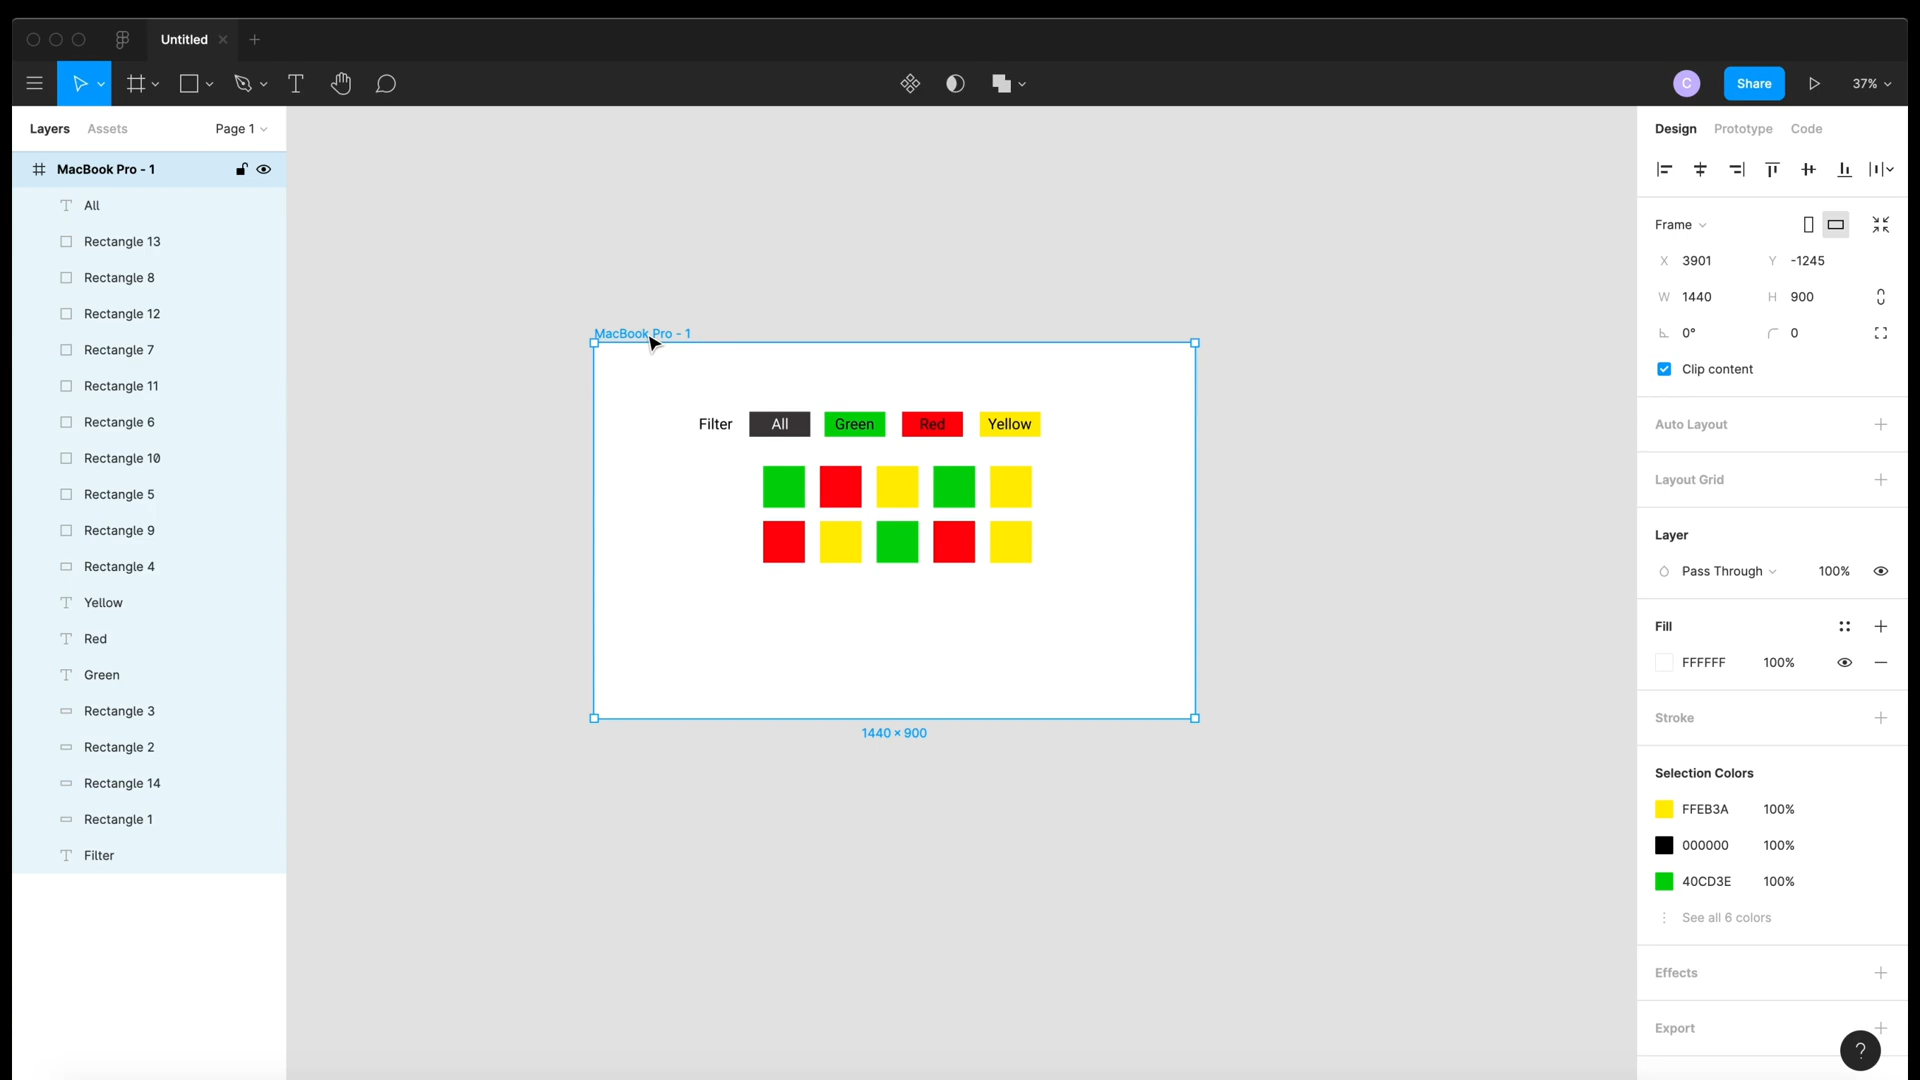 Untitled
C
Share
37%
Layers
Assets
Page 1
Design
Prototype
Code
MacBook Pro - 1
All
Rectangle 13
Rectangle 8
Rectangle 12
Rectangle 7
Rectangle 11
Rectangle 6
Rectangle 10
Rectangle 5
Rectangle 9
Rectangle 4
Yellow
Red
Green
Rectangle 3
Rectangle 2
Rectangle 14
Rectangle 1
Filter
MacBook Pro - 1
Filter
All
Green
Red
Yellow
1440 × 900
Frame
X 3901 Y -1245
W 1440 H 900
0° 0
Clip content
Auto Layout
Layout Grid
Layer
Pass Through 100%
Fill
FFFFFF 100%
Stroke
Selection Colors
FFEB3A 100%
000000 100%
40CD3E 100%
See all 6 colors
Effects
Export
?